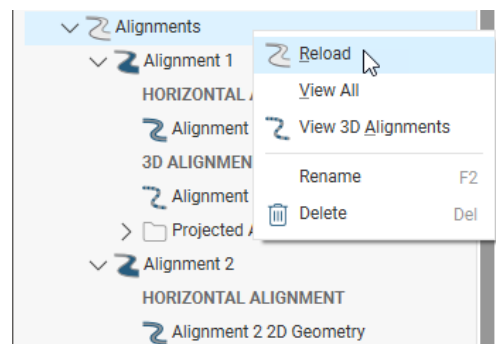 Alignments
Alignment 1
Reload
HORIZONTAL
View All
Alignment
View 3D Alignments
3D
Alignment
Rename F2
Projected
Delete Del
Alignment 2
HORIZONTAL ALIGNMENT
Alignment 2 2D Geometry